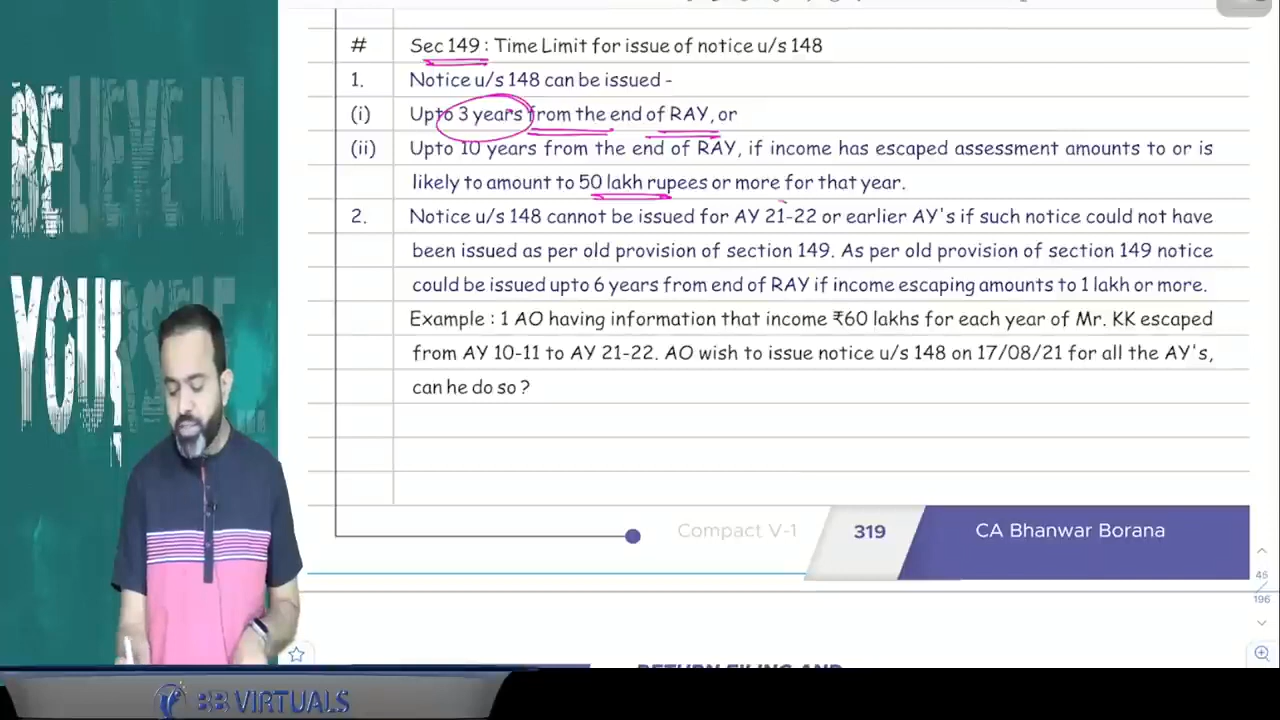 BELIEVE IN
YOURSELF
# Sec 149 : Time Limit for issue of notice u/s 148
1. Notice u/s 148 can be issued -
(i) Upto 3 years from the end of RAY, or
(ii) Upto 10 years from the end of RAY, if income has escaped assessment amounts to or is
likely to amount to 50 lakh rupees or more for that year.
2. Notice u/s 148 cannot be issued for AY 21-22 or earlier AY's if such notice could not have
been issued as per old provision of section 149. As per old provision of section 149 notice
could be issued upto 6 years from end of RAY if income escaping amounts to 1 lakh or more.
Example : 1 AO having information that income ₹60 lakhs for each year of Mr. KK escaped
from AY 10-11 to AY 21-22. AO wish to issue notice u/s 148 on 17/08/21 for all the AY's,
can he do so ?
Compact V-1 319 CA Bhanwar Borana
46
196
RETURN FILING AND
BB VIRTUALS